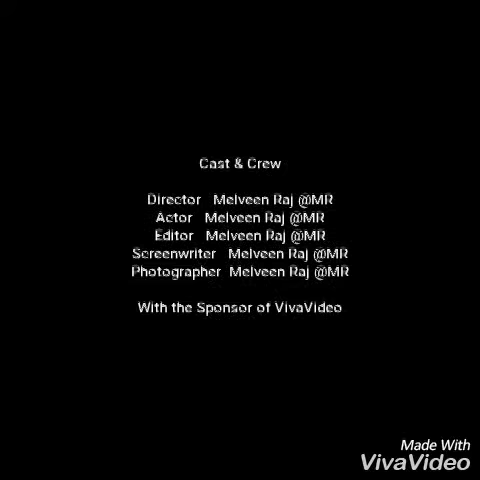 Cast & Crew
Director Melveen Raj @MR
Actor Melveen Raj @MR
Editor Melveen Raj @MR
Screenwriter Melveen Raj @MR
Photographer Melveen Raj @MR
With the Sponsor of VivaVideo
Made With
VivaVideo